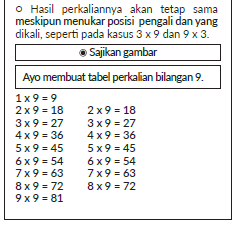 ○ Hasil perkaliannya akan tetap sama
meskipun menukar posisi pengali dan yang
dikali, seperti pada kasus 3 x 9 dan 9 x 3.
◉ Sajikan gambar
Ayo membuat tabel perkalian bilangan 9.
1 x 9 = 9
2 x 9 = 18 2 x 9 = 18
3 x 9 = 27 3 x 9 = 27
4 x 9 = 36 4 x 9 = 36
5 x 9 = 45 5 x 9 = 45
6 x 9 = 54 6 x 9 = 54
7 x 9 = 63 7 x 9 = 63
8 x 9 = 72 8 x 9 = 72
9 x 9 = 81